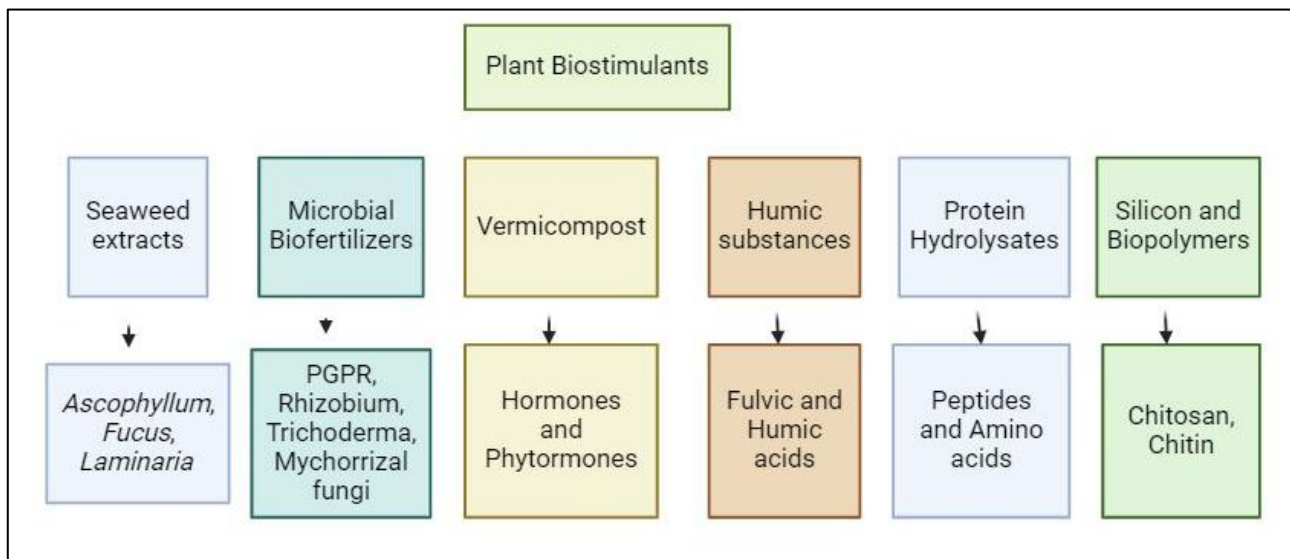 Plant Biostimulants
Seaweed
extracts
Microbial
Biofertilizers
Vermicompost
Humic
substances
Protein
Hydrolysates
Silicon and
Biopolymers
Ascophyllum,
Fucus,
Laminaria
PGPR,
Rhizobium,
Trichoderma,
Mychorrizal
fungi
Hormones
and
Phytormones
Fulvic and
Humic
acids
Peptides
and Amino
acids
Chitosan,
Chitin